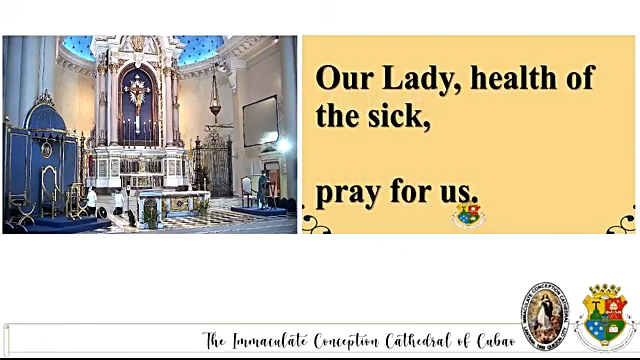 Our Lady, health of
the sick,
pray for us.
The Immaculate Conception Cathedral of Cubao